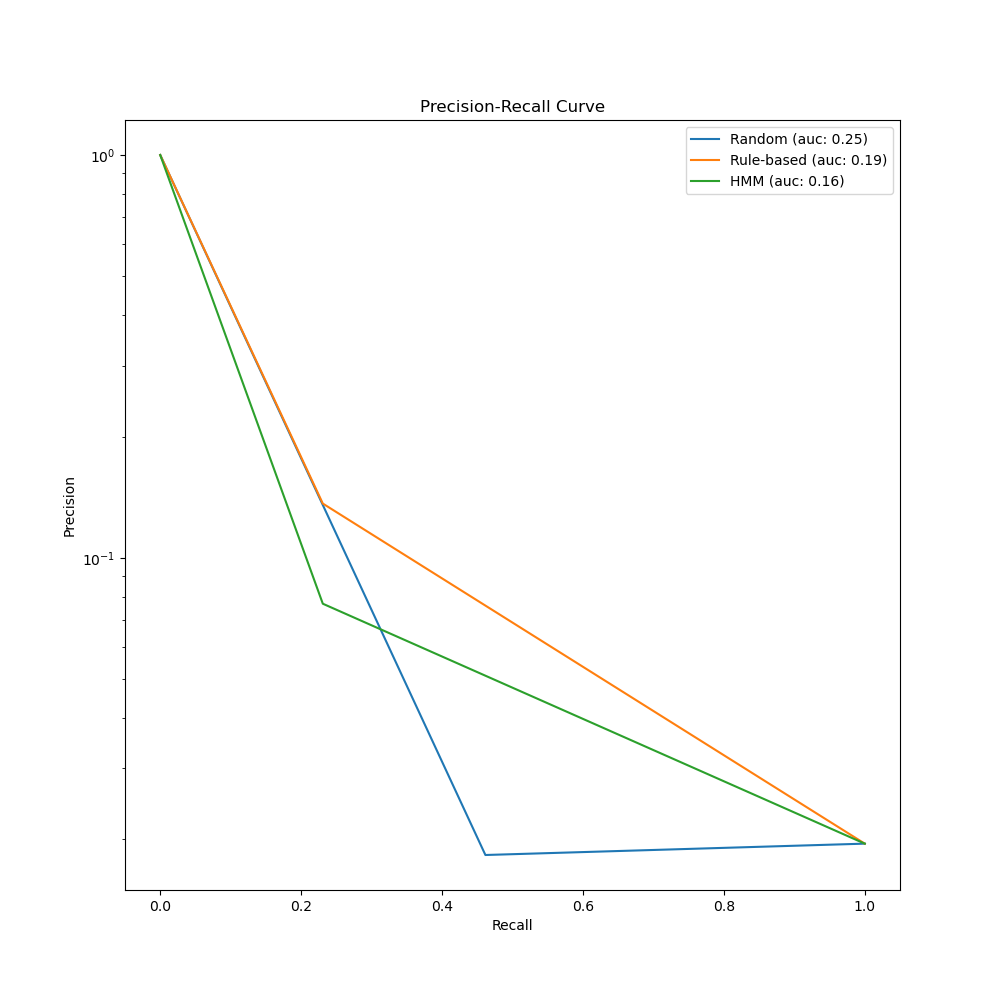 Precision-Recall Curve
Random (auc: 0.25)
Rule-based (auc: 0.19)
HMM (auc: 0.16)
10⁰
10⁻¹
Precision
0.0 0.2 0.4 0.6 0.8 1.0
Recall